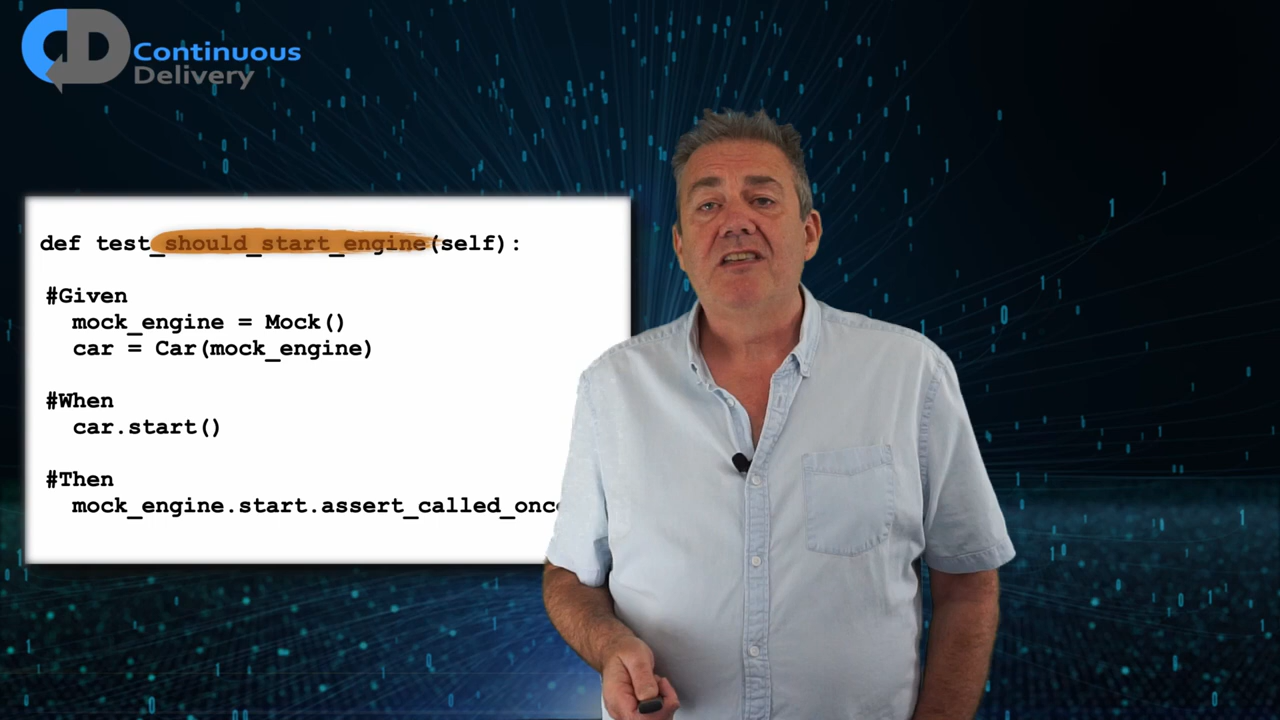 Continuous
Delivery
def test_should_start_engine(self):
#Given
mock_engine = Mock()
car = Car(mock_engine)
#When
car.start()
#Then
mock_engine.start.assert_called_once